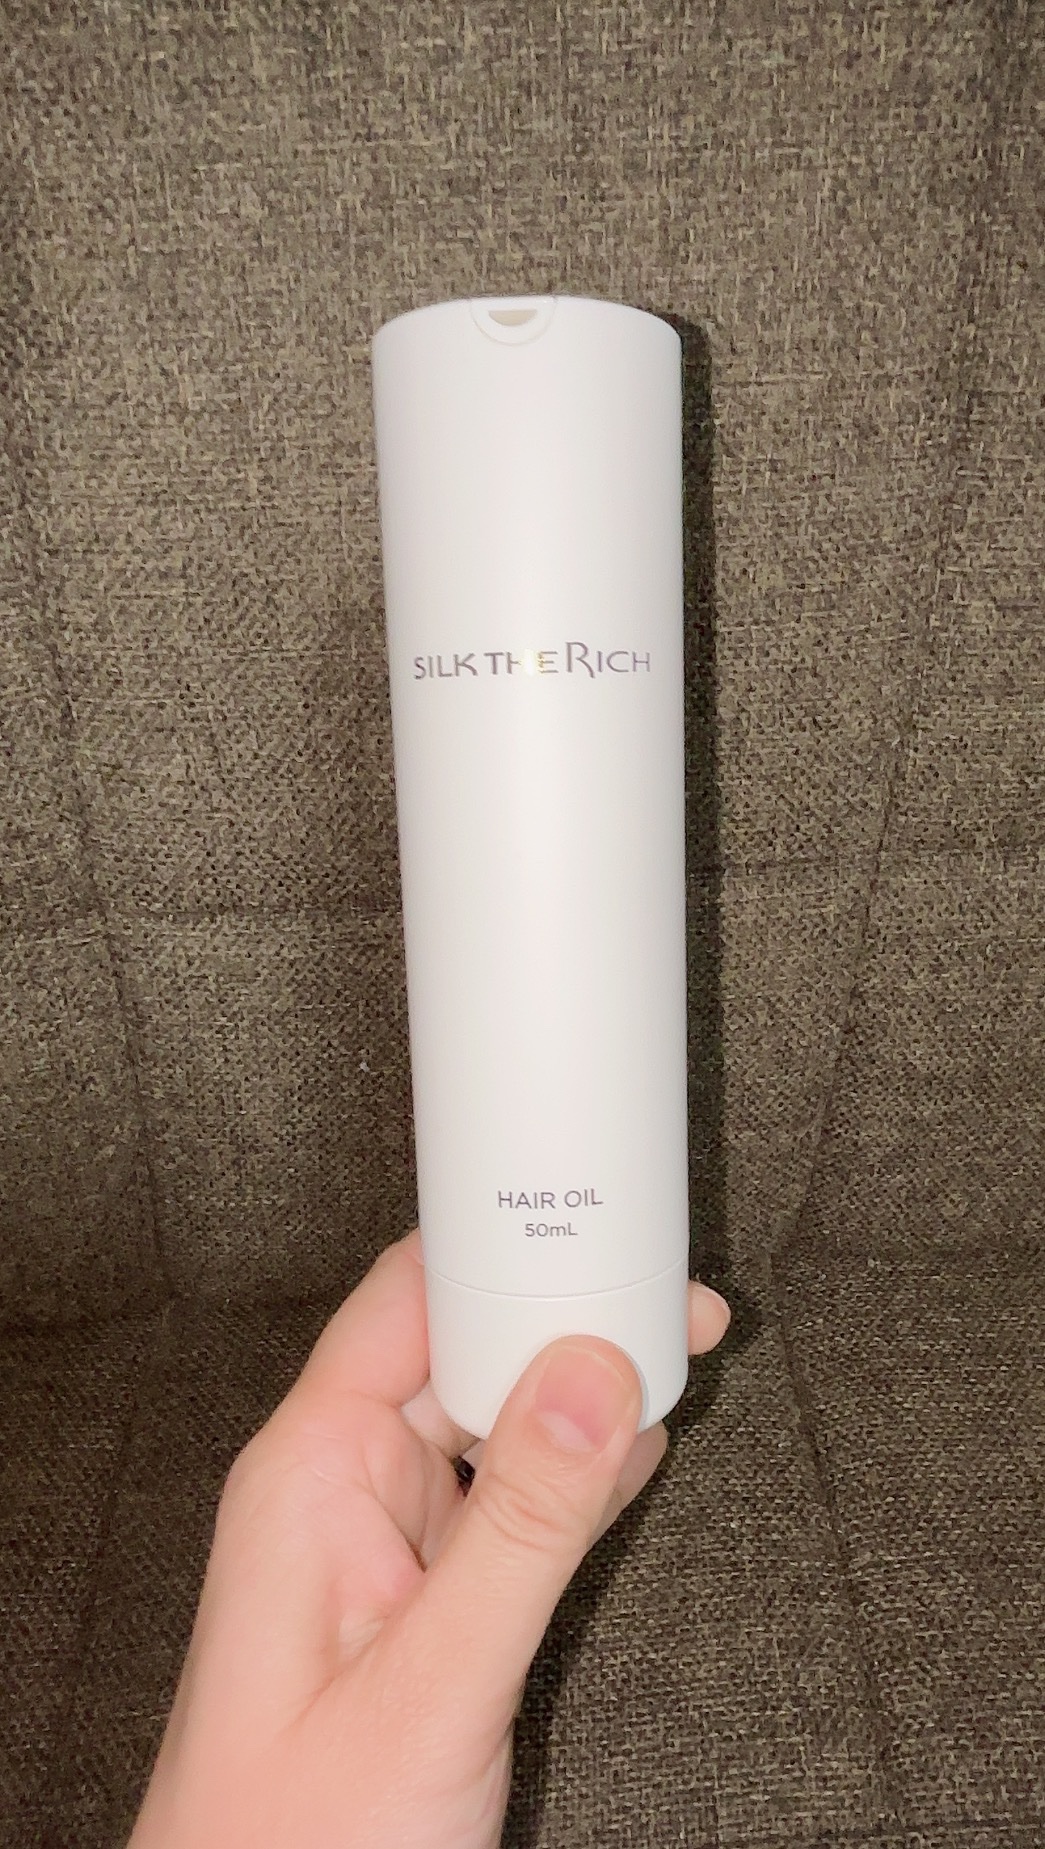 SILK THE RICH
HAIR OIL
50mL